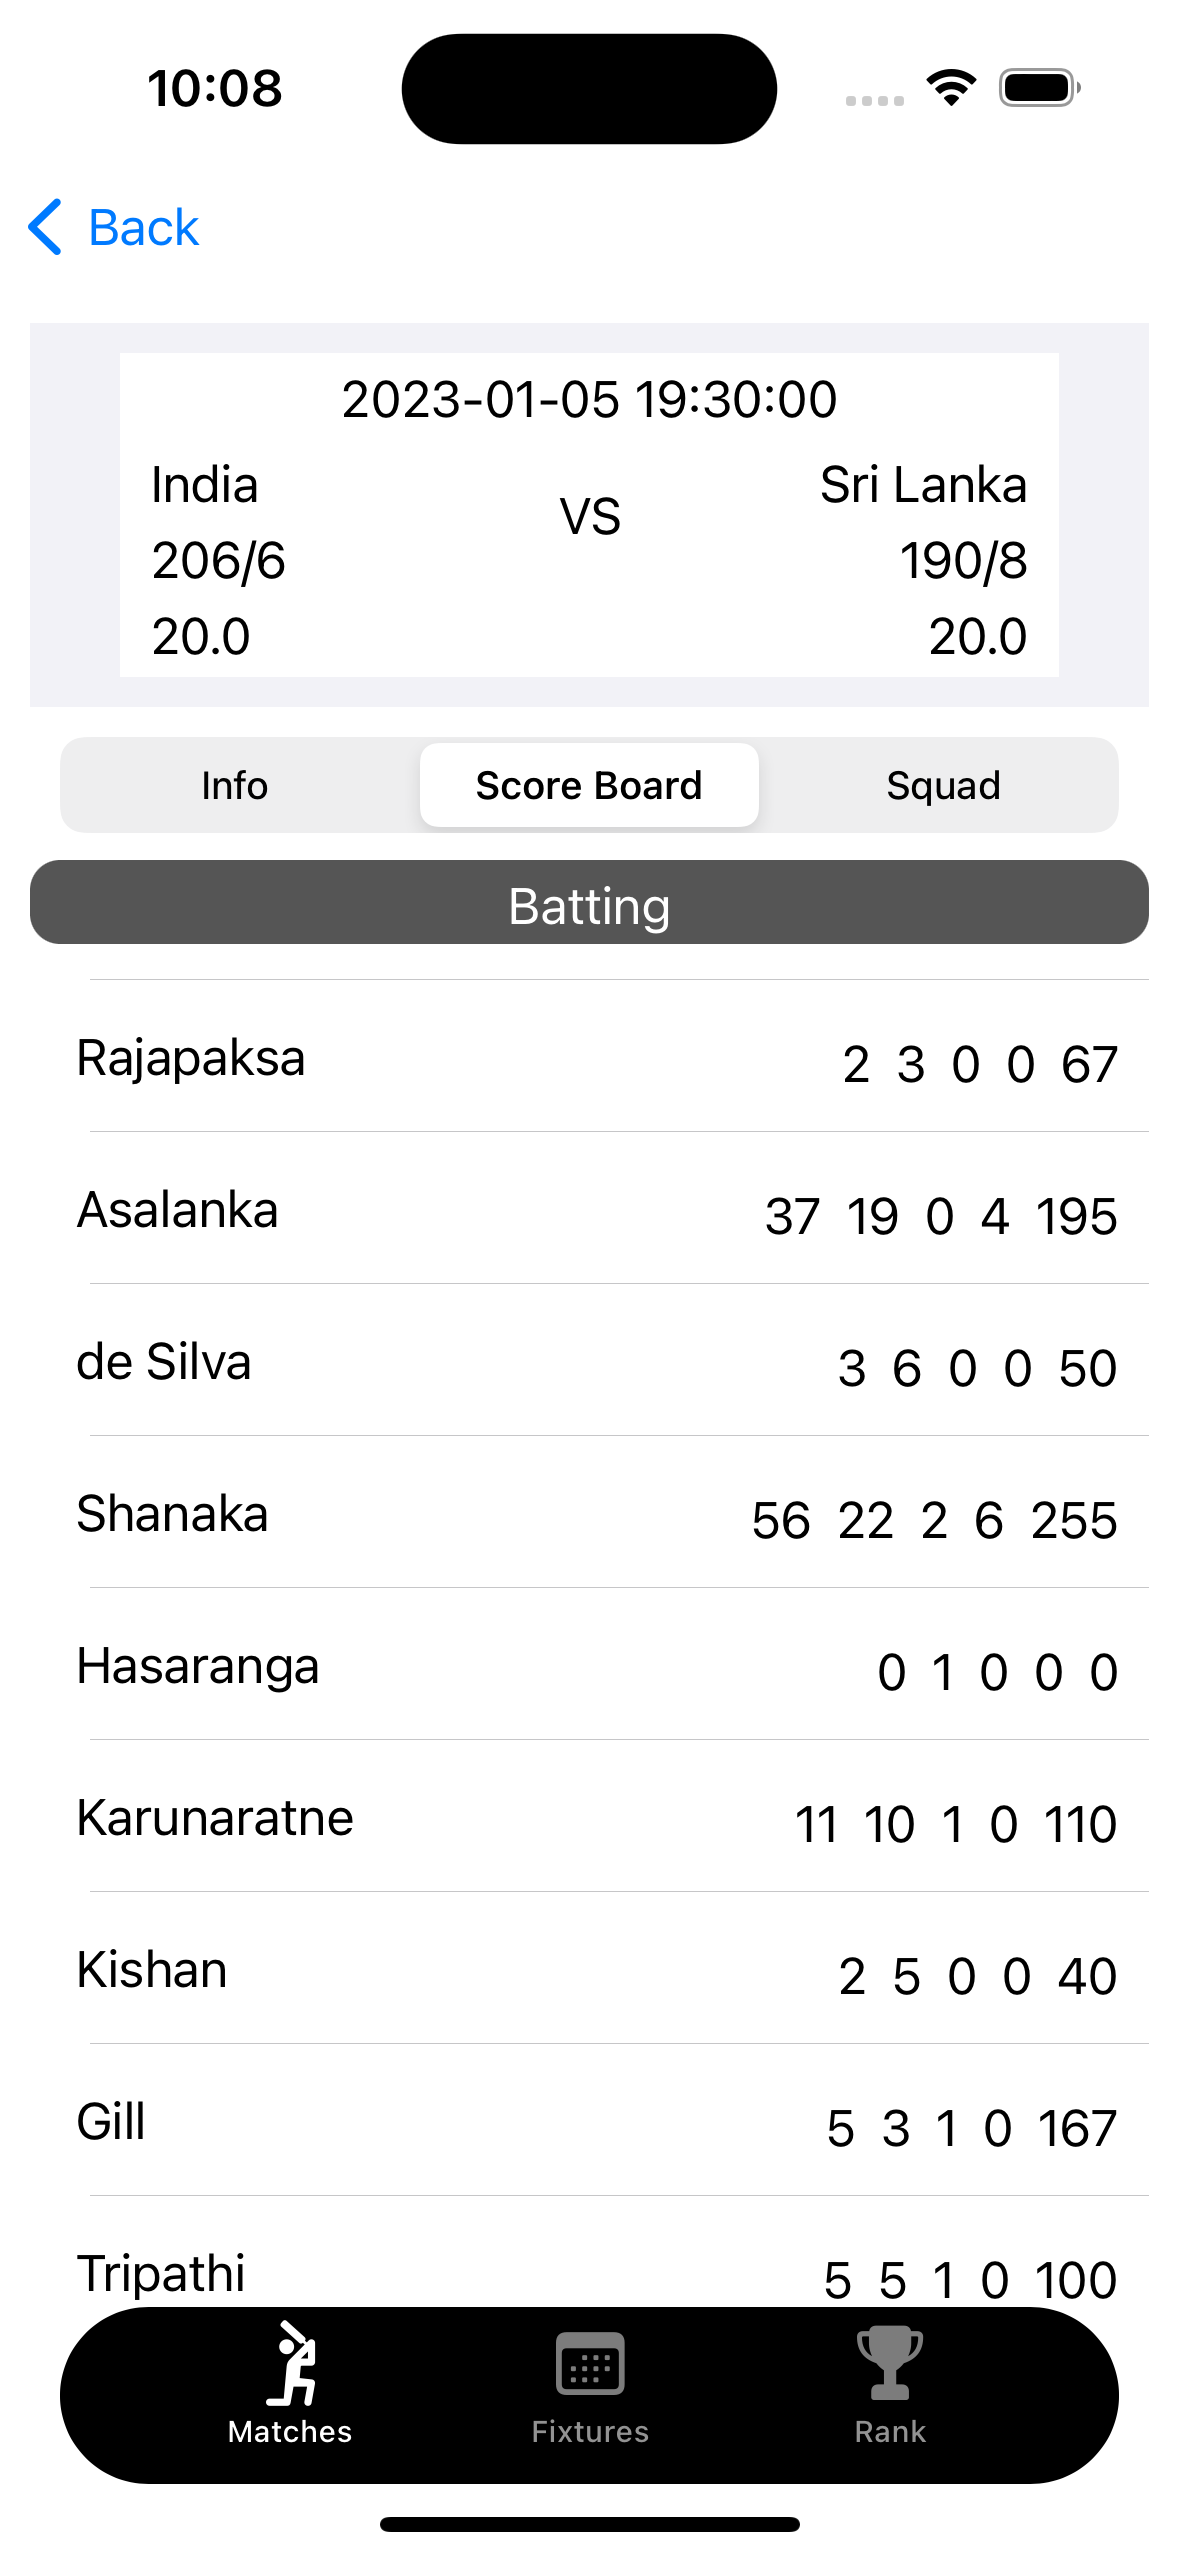 10:08
Back
2023-01-05 19:30:00
India VS Sri Lanka
206/6 190/8
20.0 20.0
Info Score Board Squad
Batting
Rajapaksa 2 3 0 0 67
Asalanka 37 19 0 4 195
de Silva 3 6 0 0 50
Shanaka 56 22 2 6 255
Hasaranga 0 1 0 0 0
Karunaratne 11 10 1 0 110
Kishan 2 5 0 0 40
Gill 5 3 1 0 167
Tripathi 5 5 1 0 100
Matches Fixtures Rank